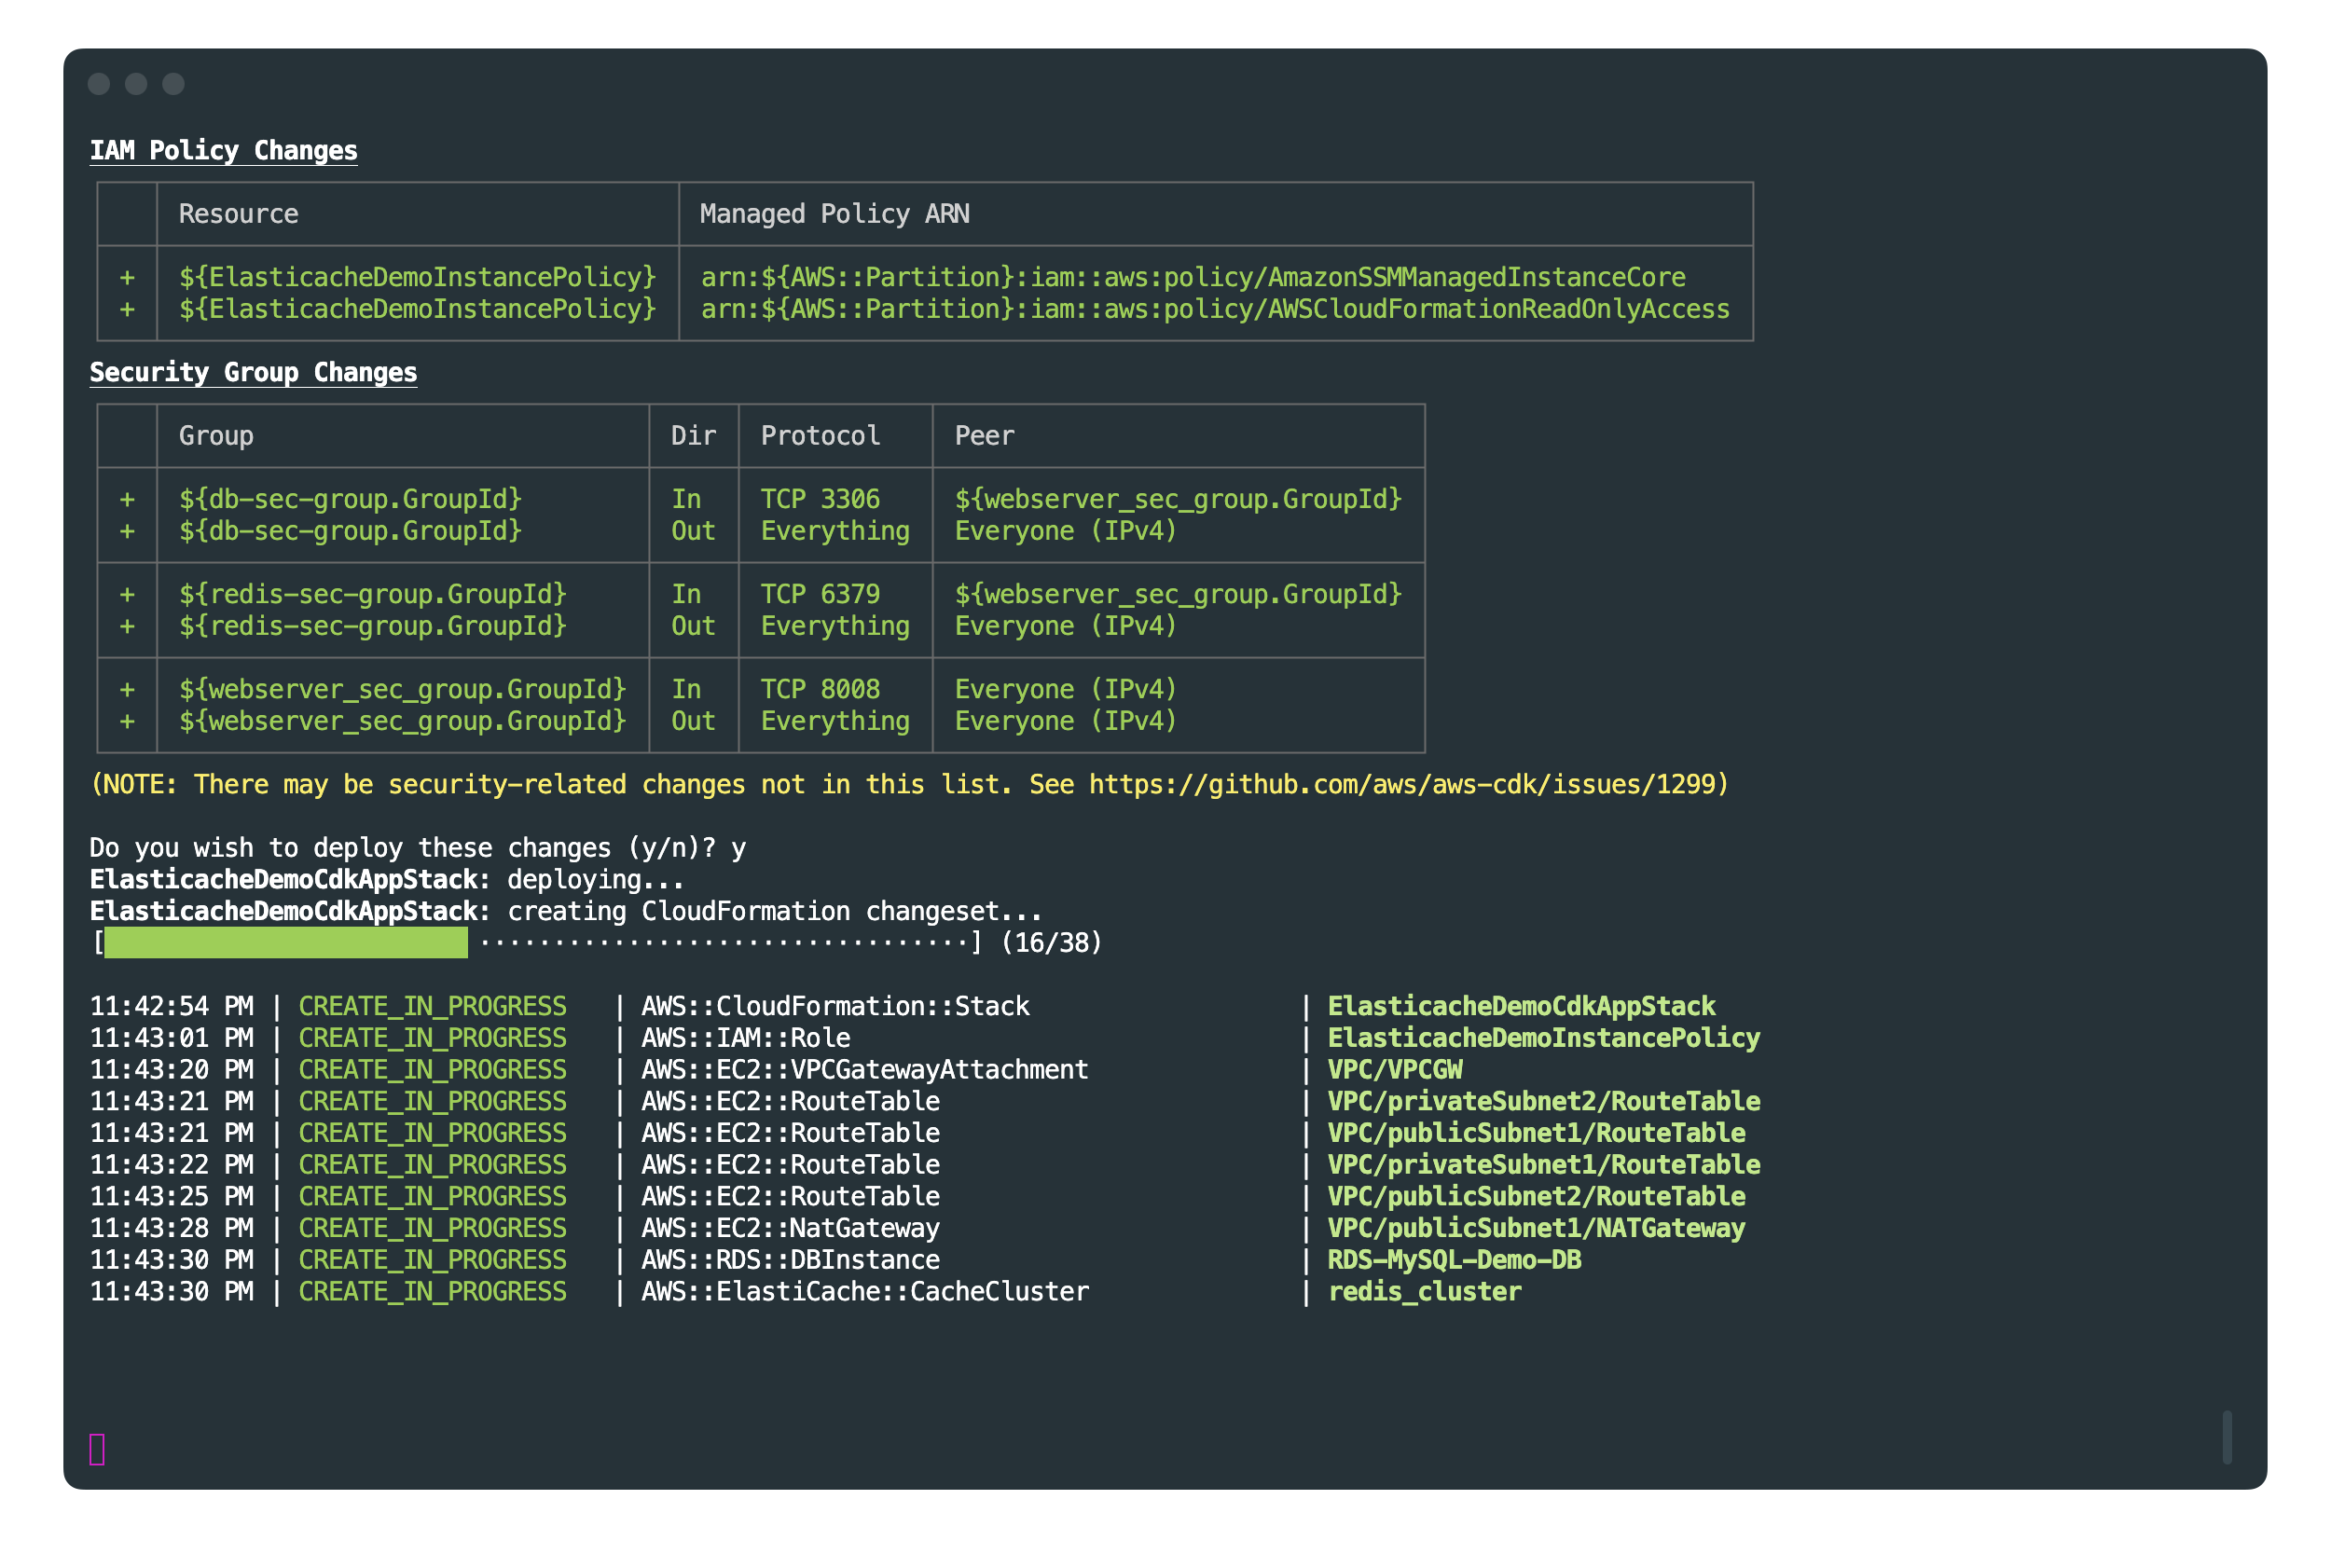 IAM Policy Changes
Resource Managed Policy ARN
+ ${ElasticacheDemoInstancePolicy} arn:${AWS::Partition}:iam::aws:policy/AmazonSSMManagedInstanceCore
+ ${ElasticacheDemoInstancePolicy} arn:${AWS::Partition}:iam::aws:policy/AWSCloudFormationReadOnlyAccess
Security Group Changes
Group Dir Protocol Peer
+ ${db-sec-group.GroupId} In TCP 3306 ${webserver_sec_group.GroupId}
+ ${db-sec-group.GroupId} Out Everything Everyone (IPv4)
+ ${redis-sec-group.GroupId} In TCP 6379 ${webserver_sec_group.GroupId}
+ ${redis-sec-group.GroupId} Out Everything Everyone (IPv4)
+ ${webserver_sec_group.GroupId} In TCP 8008 Everyone (IPv4)
+ ${webserver_sec_group.GroupId} Out Everything Everyone (IPv4)
(NOTE: There may be security-related changes not in this list. See https://github.com/aws/aws-cdk/issues/1299)
Do you wish to deploy these changes (y/n)? y
ElasticacheDemoCdkAppStack: deploying...
ElasticacheDemoCdkAppStack: creating CloudFormation changeset...
[·································] (16/38)
11:42:54 PM | CREATE_IN_PROGRESS | AWS::CloudFormation::Stack | ElasticacheDemoCdkAppStack
11:43:01 PM | CREATE_IN_PROGRESS | AWS::IAM::Role | ElasticacheDemoInstancePolicy
11:43:20 PM | CREATE_IN_PROGRESS | AWS::EC2::VPCGatewayAttachment | VPC/VPCGW
11:43:21 PM | CREATE_IN_PROGRESS | AWS::EC2::RouteTable | VPC/privateSubnet2/RouteTable
11:43:21 PM | CREATE_IN_PROGRESS | AWS::EC2::RouteTable | VPC/publicSubnet1/RouteTable
11:43:22 PM | CREATE_IN_PROGRESS | AWS::EC2::RouteTable | VPC/privateSubnet1/RouteTable
11:43:25 PM | CREATE_IN_PROGRESS | AWS::EC2::RouteTable | VPC/publicSubnet2/RouteTable
11:43:28 PM | CREATE_IN_PROGRESS | AWS::EC2::NatGateway | VPC/publicSubnet1/NATGateway
11:43:30 PM | CREATE_IN_PROGRESS | AWS::RDS::DBInstance | RDS-MySQL-Demo-DB
11:43:30 PM | CREATE_IN_PROGRESS | AWS::ElastiCache::CacheCluster | redis_cluster